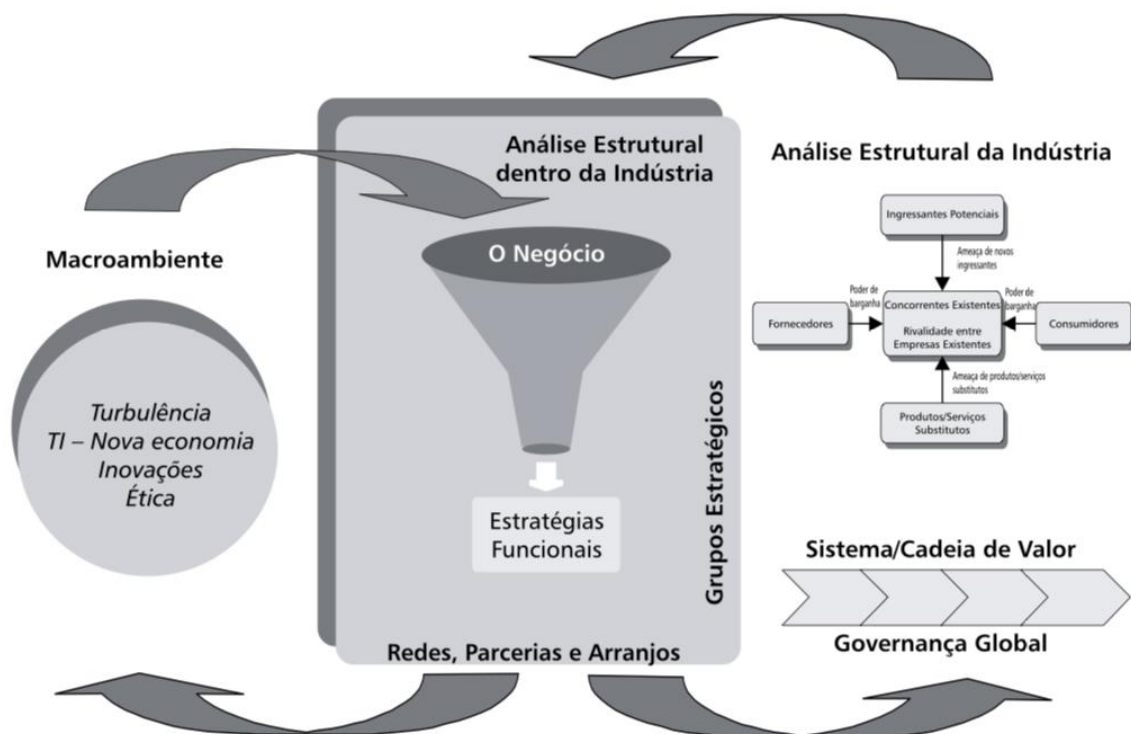 Macroambiente
Turbulência
TI – Nova economia
Inovações
Ética
Análise Estrutural
dentro da Indústria
O Negócio
Estratégias
Funcionais
Grupos Estratégicos
Redes, Parcerias e Arranjos
Análise Estrutural da Indústria
Ingressantes Potenciais
Ameaça de novos
ingressantes
Poder de
barganha
Fornecedores
Concorrentes Existentes
Rivalidade entre
Empresas Existentes
Poder de
barganha
Consumidores
Ameaça de produtos/serviços
substitutos
Produtos/Serviços
Substitutos
Sistema/Cadeia de Valor
Governança Global